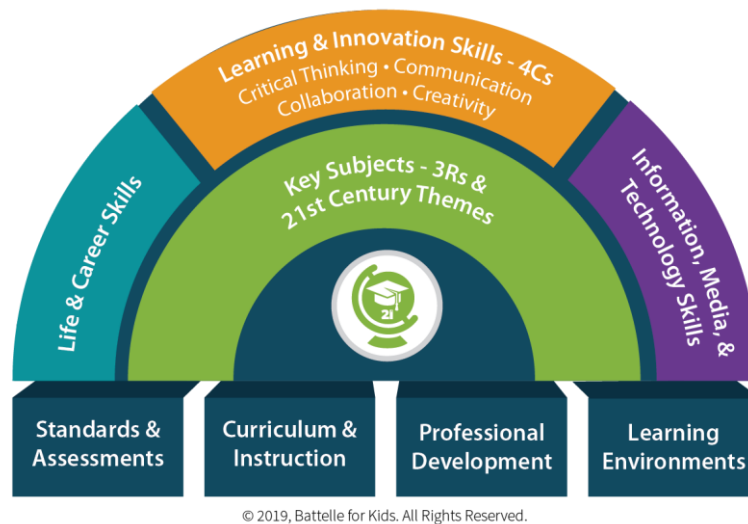 Learning & Innovation Skills - 4Cs
Critical Thinking • Communication
Collaboration • Creativity
Life & Career Skills
Key Subjects - 3Rs &
21st Century Themes
Information, Media, &
Technology Skills
21
Standards &
Assessments
Curriculum &
Instruction
Professional
Development
Learning
Environments
© 2019, Battelle for Kids. All Rights Reserved.